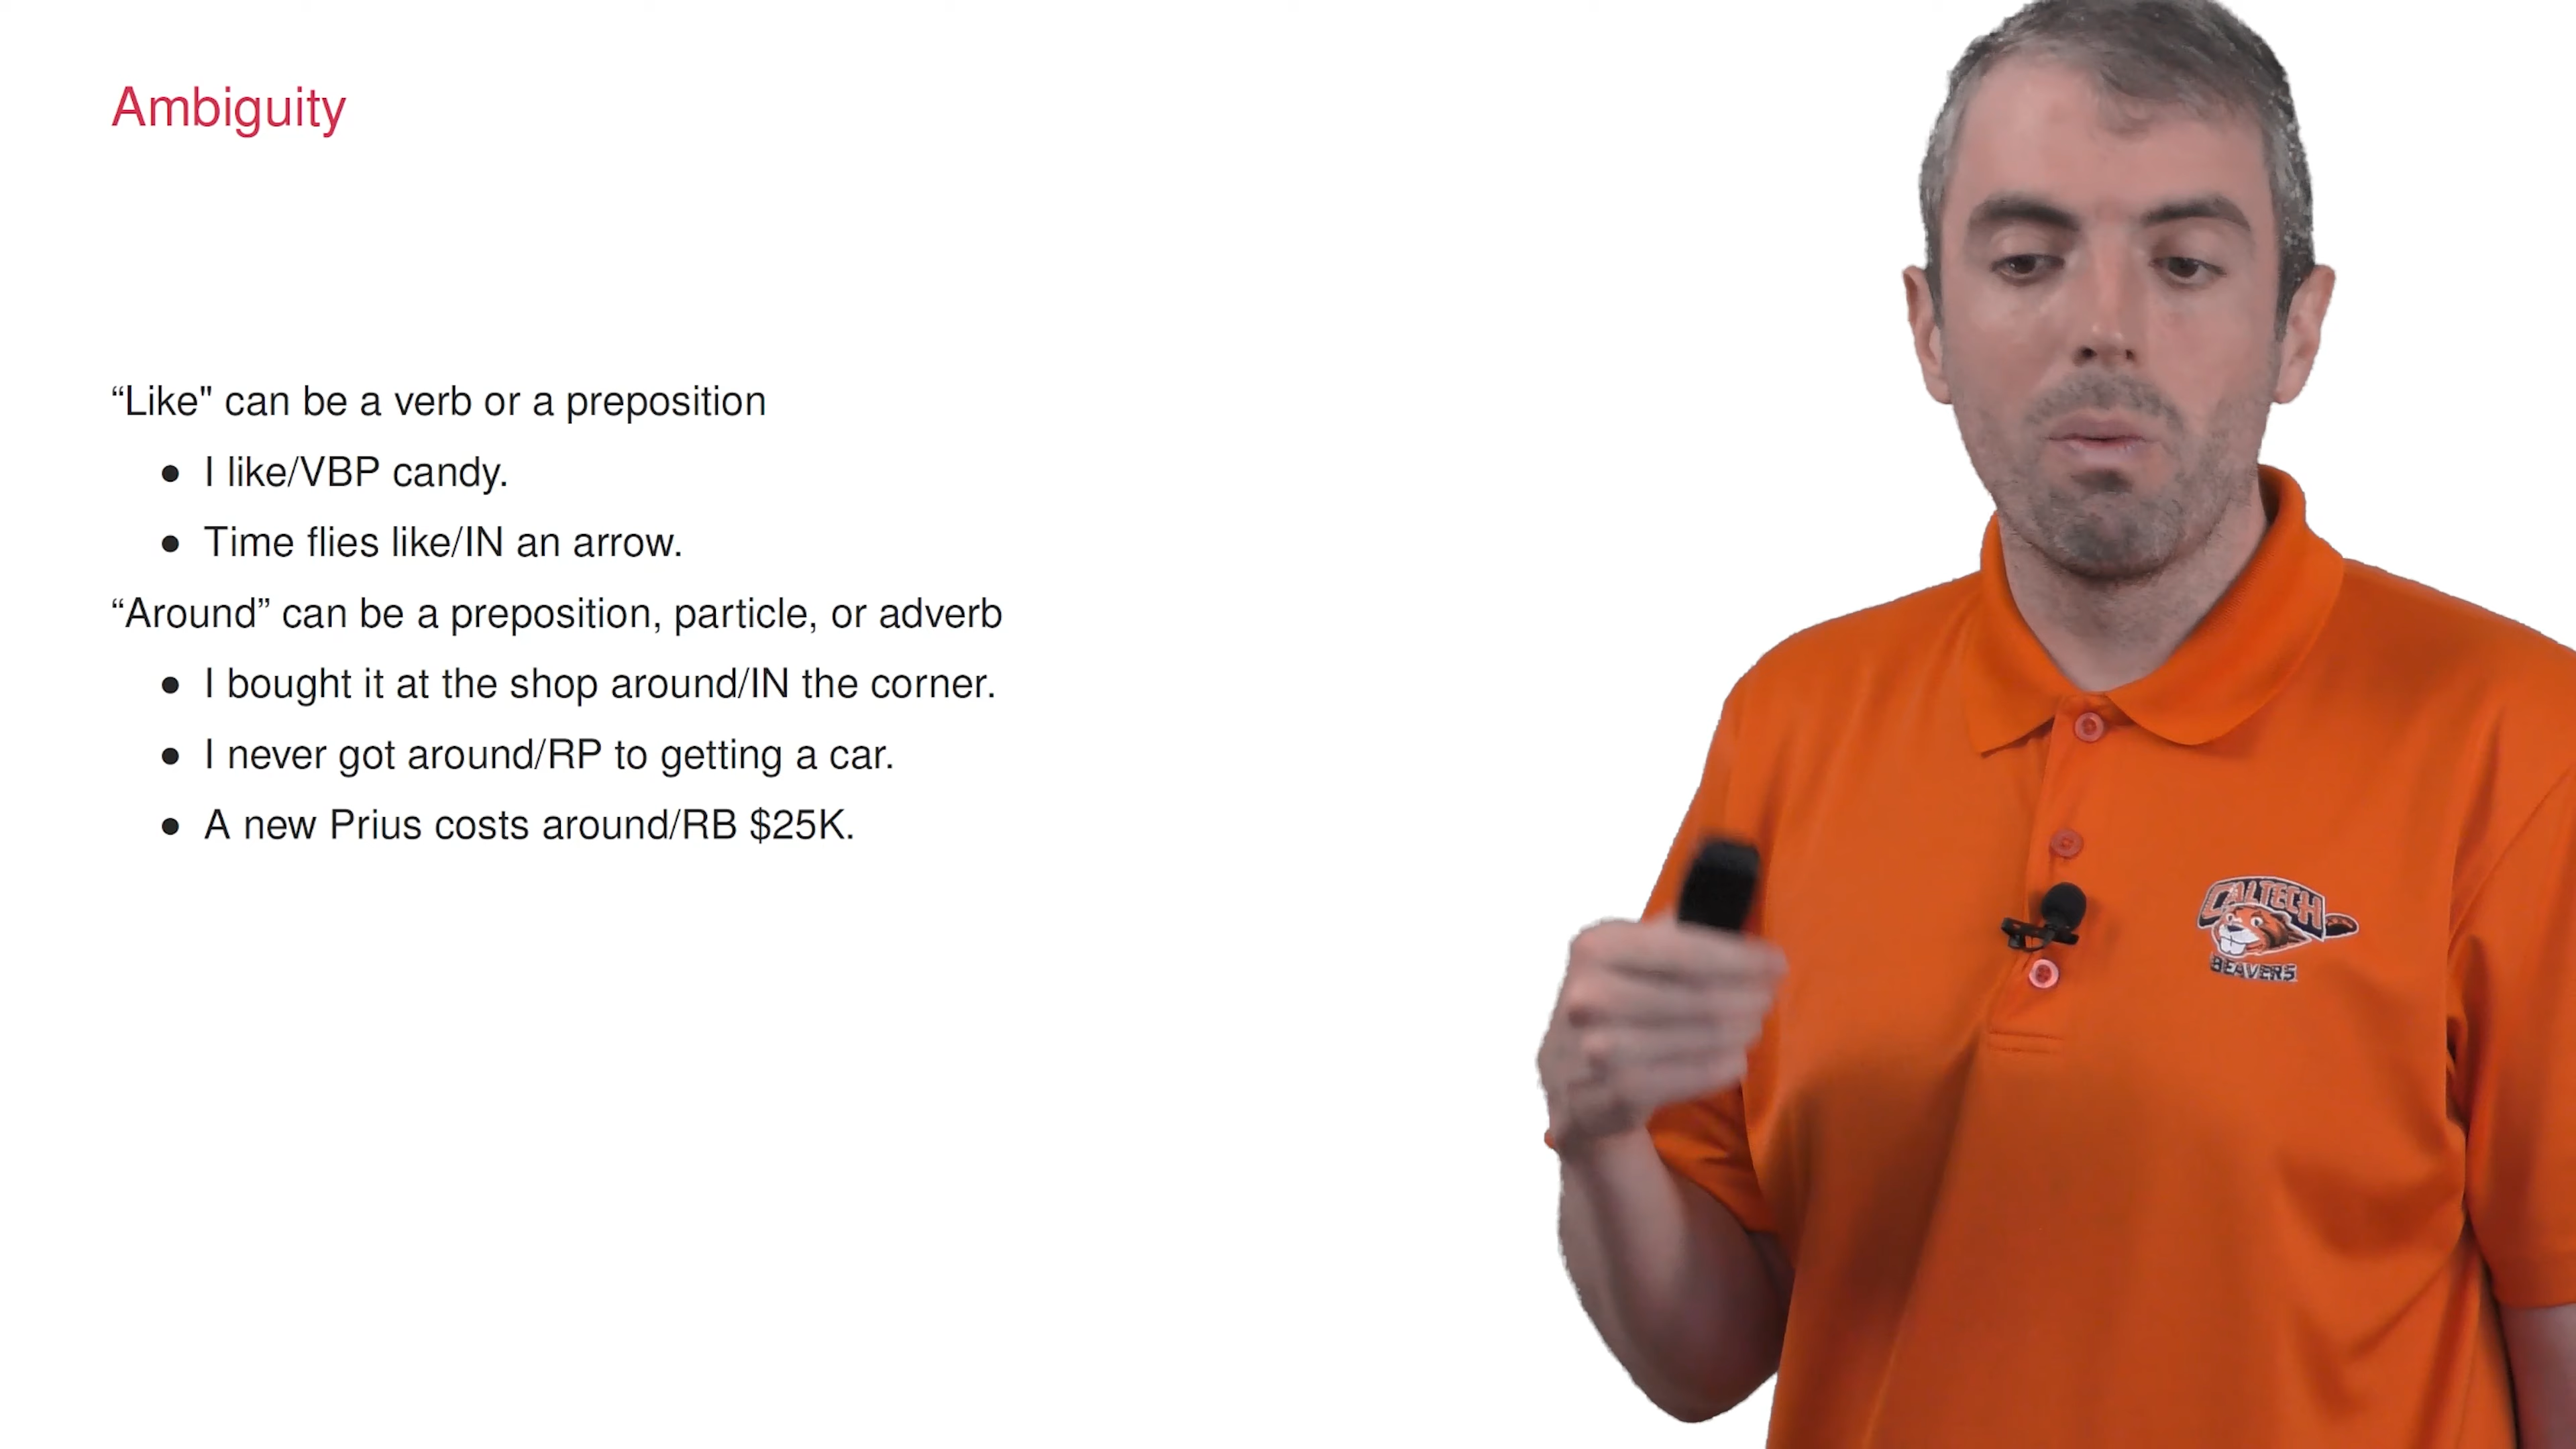 Ambiguity
“Like" can be a verb or a preposition
● I like/VBP candy.
● Time flies like/IN an arrow.
“Around” can be a preposition, particle, or adverb
● I bought it at the shop around/IN the corner.
● I never got around/RP to getting a car.
● A new Prius costs around/RB $25K.
CALTECH
BEAVERS